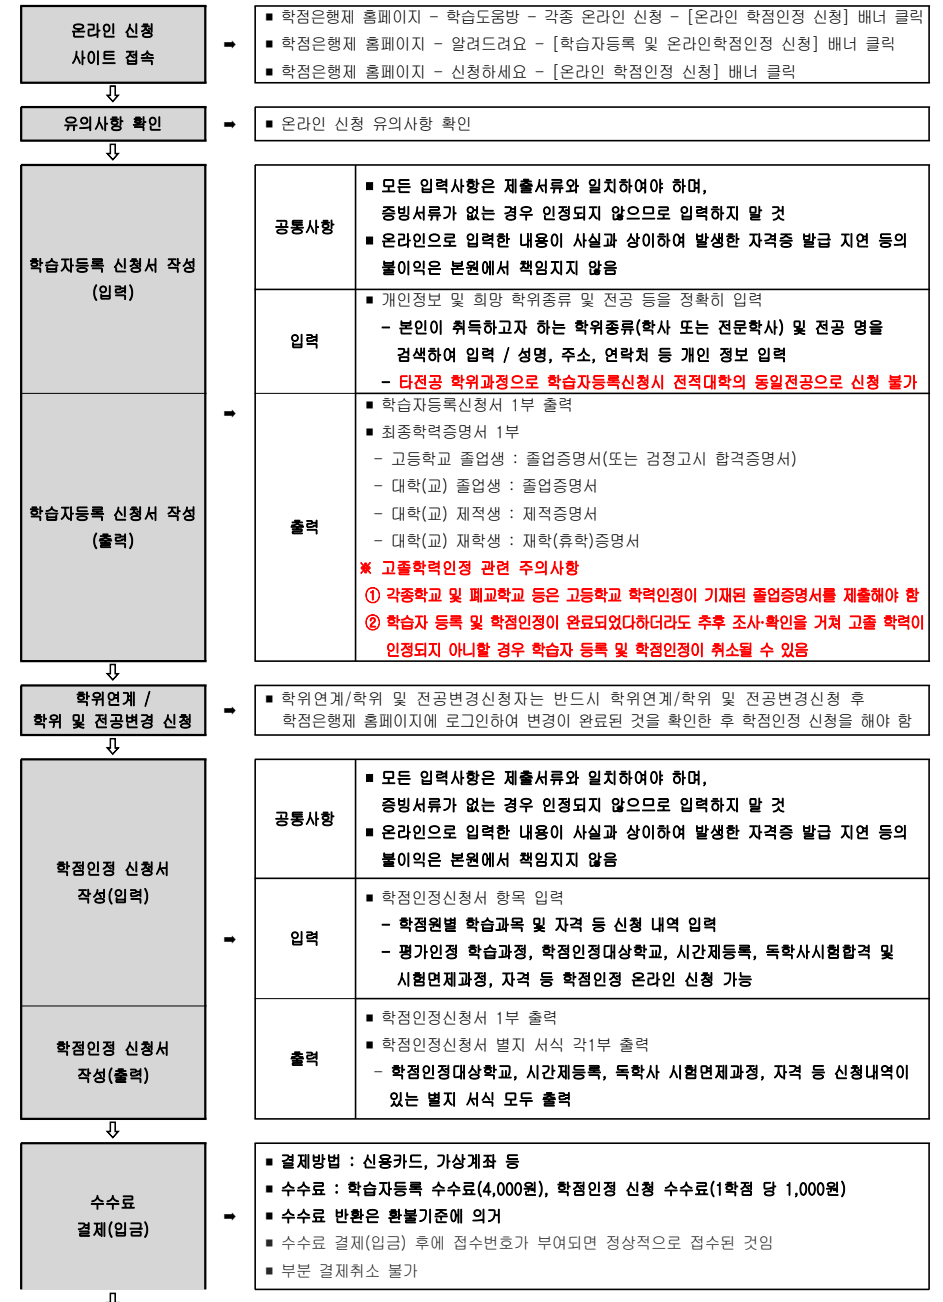 온라인 신청
사이트 접속
➡
■ 학점은행제 홈페이지 - 학습도움방 - 각종 온라인 신청 - [온라인 학점인정 신청] 배너 클릭
■ 학점은행제 홈페이지 - 알려드려요 - [학습자등록 및 온라인학점인정 신청] 배너 클릭
■ 학점은행제 홈페이지 - 신청하세요 - [온라인 학점인정 신청] 배너 클릭
⇩
유의사항 확인
➡
■ 온라인 신청 유의사항 확인
⇩
학습자등록 신청서 작성
(입력)
학습자등록 신청서 작성
(출력)
➡
공통사항
■ 모든 입력사항은 제출서류와 일치하여야 하며,
증빙서류가 없는 경우 인정되지 않으므로 입력하지 말 것
■ 온라인으로 입력한 내용이 사실과 상이하여 발생한 자격증 발급 지연 등의
불이익은 본원에서 책임지지 않음
입력
■ 개인정보 및 희망 학위종류 및 전공 등을 정확히 입력
- 본인이 취득하고자 하는 학위종류(학사 또는 전문학사) 및 전공 명을
검색하여 입력 / 성명, 주소, 연락처 등 개인 정보 입력
- 타전공 학위과정으로 학습자등록신청시 전적대학의 동일전공으로 신청 불가
출력
■ 학습자등록신청서 1부 출력
■ 최종학력증명서 1부
- 고등학교 졸업생 : 졸업증명서(또는 검정고시 합격증명서)
- 대학(교) 졸업생 : 졸업증명서
- 대학(교) 제적생 : 제적증명서
- 대학(교) 재학생 : 재학(휴학)증명서
※ 고졸학력인정 관련 주의사항
① 각종학교 및 폐교학교 등은 고등학교 학력인정이 기재된 졸업증명서를 제출해야 함
② 학습자 등록 및 학점인정이 완료되었다하더라도 추후 조사·확인을 거쳐 고졸 학력이
인정되지 아니할 경우 학습자 등록 및 학점인정이 취소될 수 있음
⇩
학위연계 /
학위 및 전공변경 신청
➡
■ 학위연계/학위 및 전공변경신청자는 반드시 학위연계/학위 및 전공변경신청 후
학점은행제 홈페이지에 로그인하여 변경이 완료된 것을 확인한 후 학점인정 신청을 해야 함
⇩
학점인정 신청서
작성(입력)
학점인정 신청서
작성(출력)
➡
공통사항
■ 모든 입력사항은 제출서류와 일치하여야 하며,
증빙서류가 없는 경우 인정되지 않으므로 입력하지 말 것
■ 온라인으로 입력한 내용이 사실과 상이하여 발생한 자격증 발급 지연 등의
불이익은 본원에서 책임지지 않음
입력
■ 학점인정신청서 항목 입력
- 학점원별 학습과목 및 자격 등 신청 내역 입력
- 평가인정 학습과정, 학점인정대상학교, 시간제등록, 독학사시험합격 및
시험면제과정, 자격 등 학점인정 온라인 신청 가능
출력
■ 학점인정신청서 1부 출력
■ 학점인정신청서 별지 서식 각1부 출력
- 학점인정대상학교, 시간제등록, 독학사 시험면제과정, 자격 등 신청내역이
있는 별지 서식 모두 출력
⇩
수수료
결제(입금)
➡
■ 결제방법 : 신용카드, 가상계좌 등
■ 수수료 : 학습자등록 수수료(4,000원), 학점인정 신청 수수료(1학점 당 1,000원)
■ 수수료 반환은 환불기준에 의거
■ 수수료 결제(입금) 후에 접수번호가 부여되면 정상적으로 접수된 것임
■ 부분 결제취소 불가